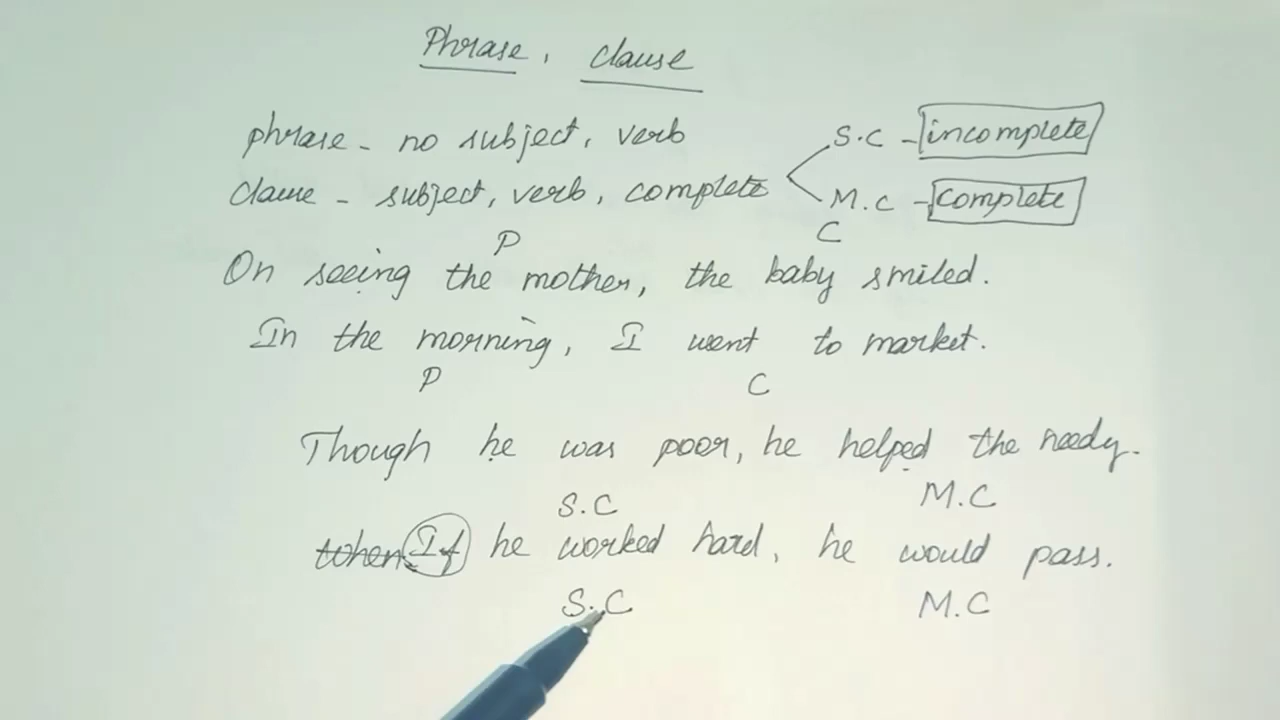 Phrase, Clause
phrase - no subject, verb
S.C - incomplete
Clause - subject, verb, complete
M.C - complete
P C
On seeing the mother, the baby smiled.
In the morning, I went to market.
P C
Though he was poor, he helped the needy.
S.C M.C
when If he worked hard, he would pass.
S.C M.C